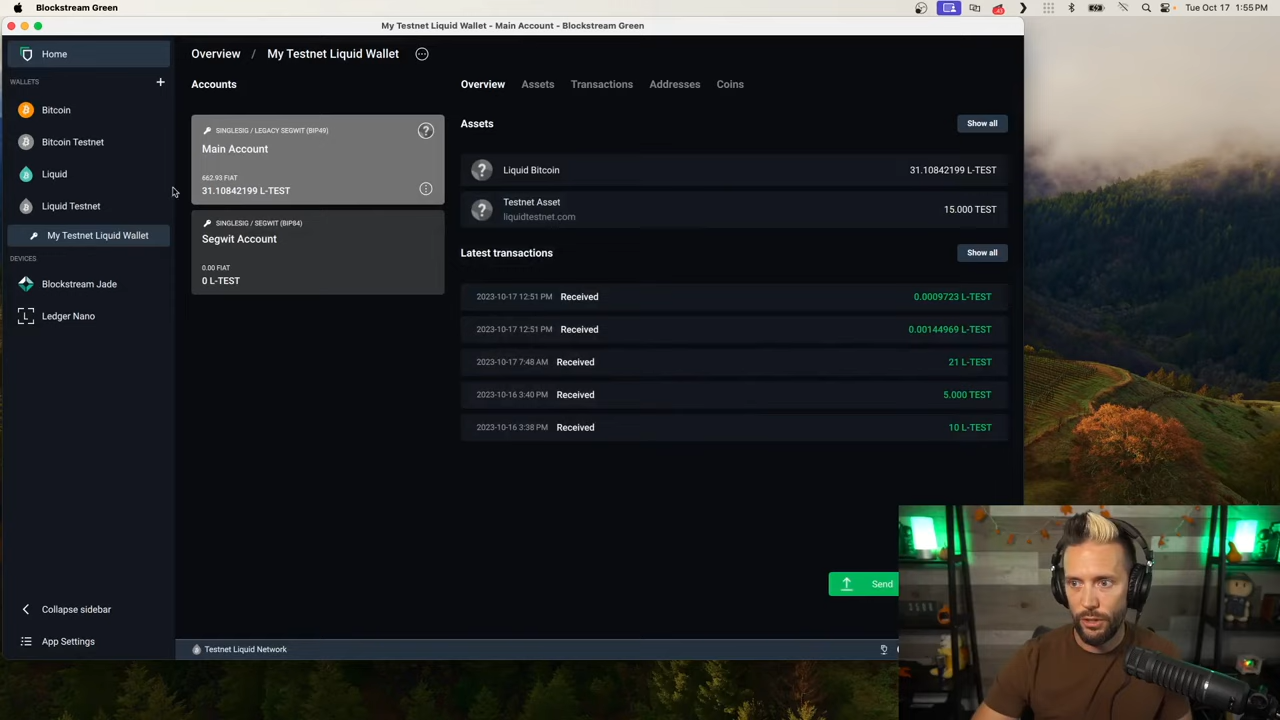 Blockstream Green
Tue Oct 17 1:55 PM
My Testnet Liquid Wallet - Main Account - Blockstream Green
Home
WALLETS
Bitcoin
Bitcoin Testnet
Liquid
Liquid Testnet
My Testnet Liquid Wallet
DEVICES
Blockstream Jade
Ledger Nano
Collapse sidebar
App Settings
Overview / My Testnet Liquid Wallet
Accounts
SINGLESIG / LEGACY SEGWIT (BIP49)
Main Account
662.93 FIAT
31.10842199 L-TEST
SINGLESIG / SEGWIT (BIP84)
Segwit Account
0.00 FIAT
0 L-TEST
Overview Assets Transactions Addresses Coins
Assets Show all
Liquid Bitcoin 31.10842199 L-TEST
Testnet Asset
liquidtestnet.com
15.000 TEST
Latest transactions Show all
2023-10-17 12:51 PM Received 0.0009723 L-TEST
2023-10-17 12:51 PM Received 0.00144969 L-TEST
2023-10-17 7:48 AM Received 21 L-TEST
2023-10-16 3:40 PM Received 5.000 TEST
2023-10-16 3:38 PM Received 10 L-TEST
Send
Testnet Liquid Network